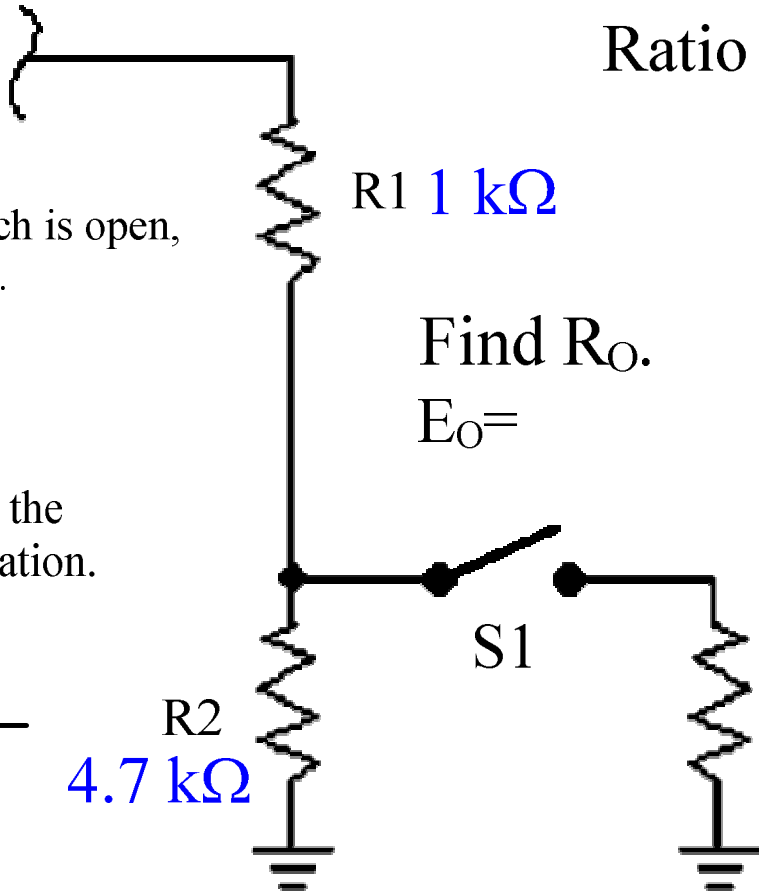 Ratio
R1 1 kΩ
ch is open,
.
Find RO.
EO=
the
ation.
S1
R2
4.7 kΩ